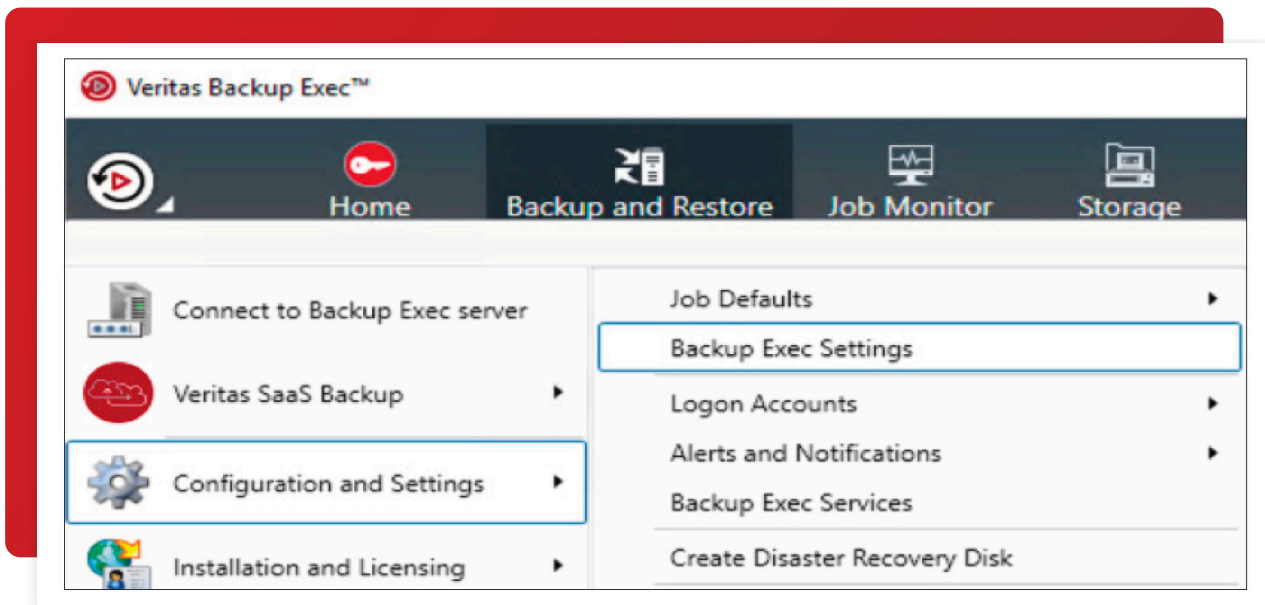 Veritas Backup Exec™
Home
Backup and Restore
Job Monitor
Storage
Connect to Backup Exec server
Veritas SaaS Backup
Configuration and Settings
Installation and Licensing
Job Defaults
Backup Exec Settings
Logon Accounts
Alerts and Notifications
Backup Exec Services
Create Disaster Recovery Disk